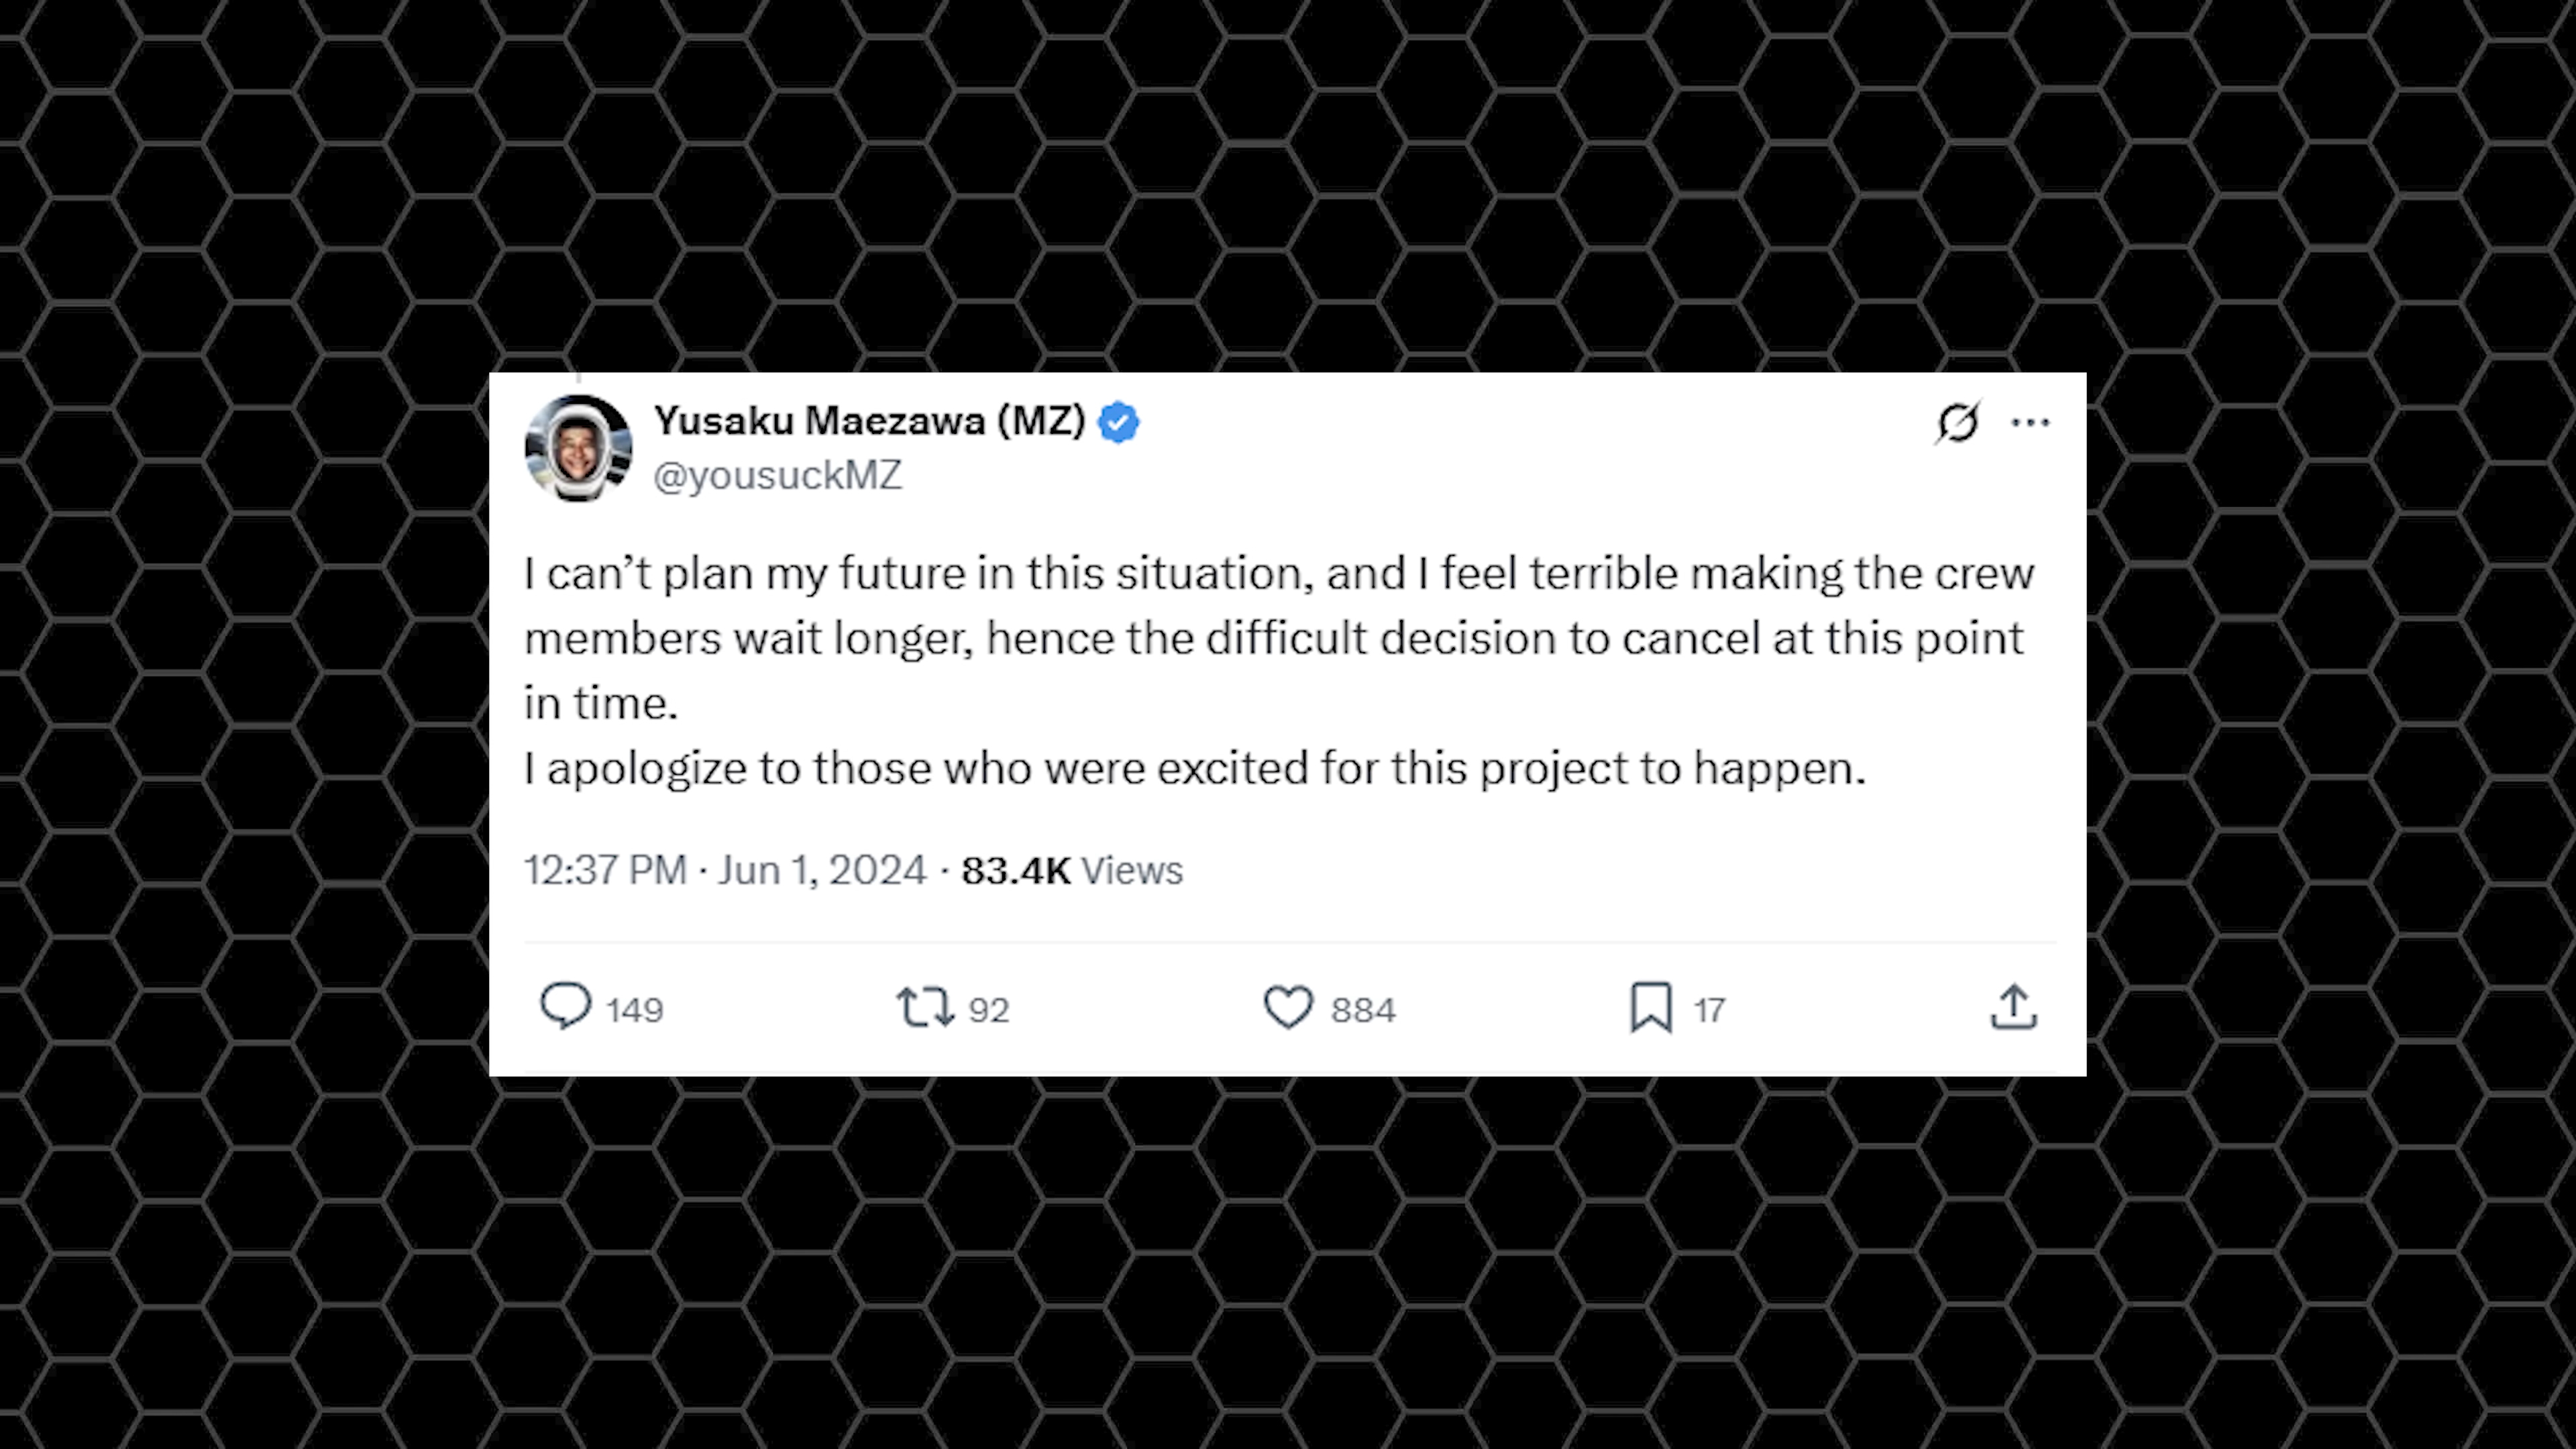 Yusaku Maezawa (MZ)
@yousuckMZ
I can’t plan my future in this situation, and I feel terrible making the crew
members wait longer, hence the difficult decision to cancel at this point
in time.
I apologize to those who were excited for this project to happen.
12:37 PM · Jun 1, 2024 · 83.4K Views
149 92 884 17